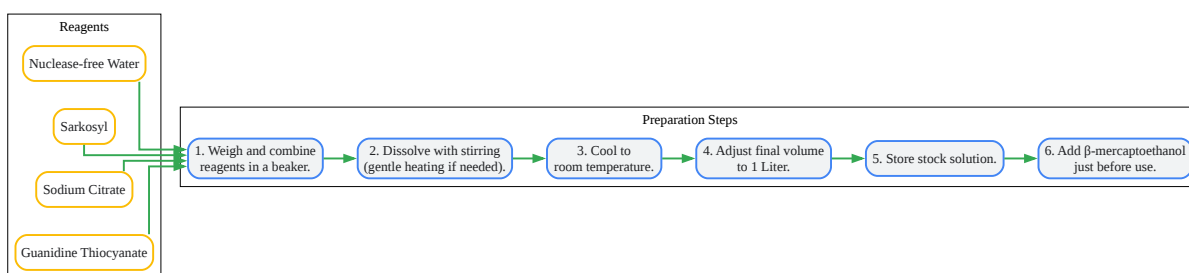 Reagents
Nuclease-free Water
Sarkosyl
Sodium Citrate
Guanidine Thiocyanate
Preparation Steps
1. Weigh and combine
reagents in a beaker.
2. Dissolve with stirring
(gentle heating if needed).
3. Cool to
room temperature.
4. Adjust final volume
to 1 Liter.
5. Store stock solution.
6. Add β-mercaptoethanol
just before use.